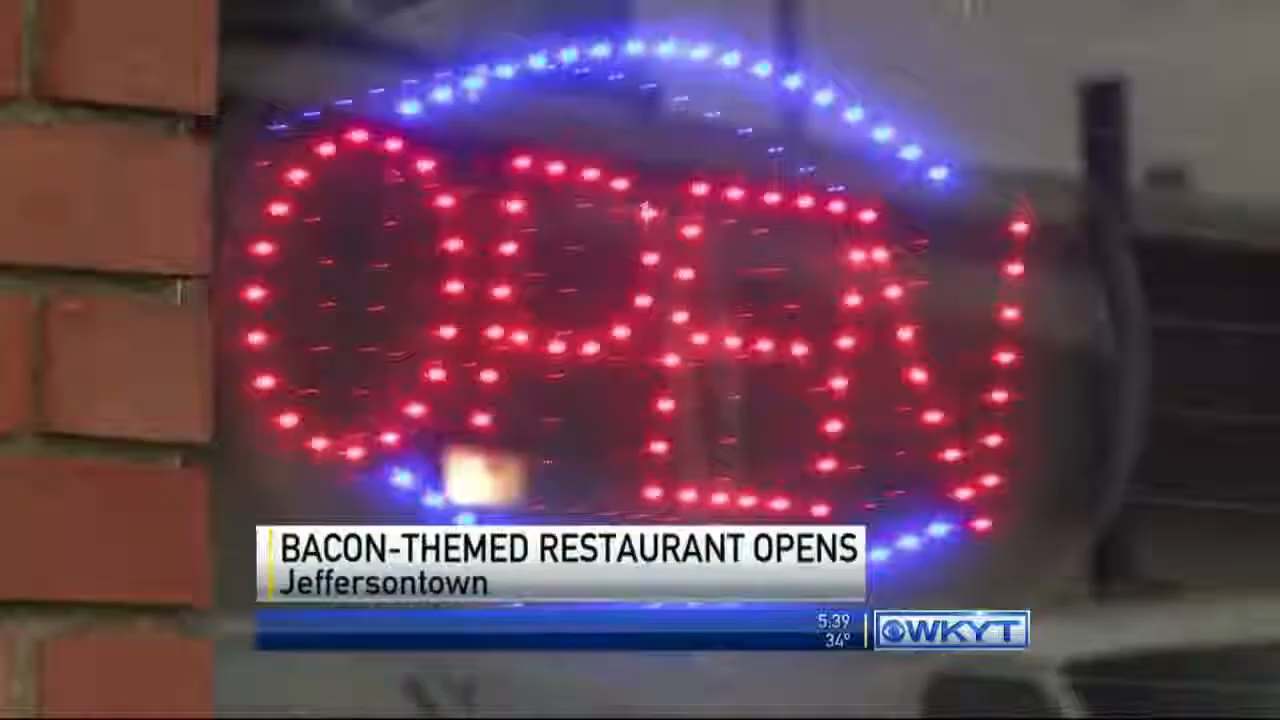 OPEN
BACON-THEMED RESTAURANT OPENS
Jeffersontown
5:39
34°
WKYT